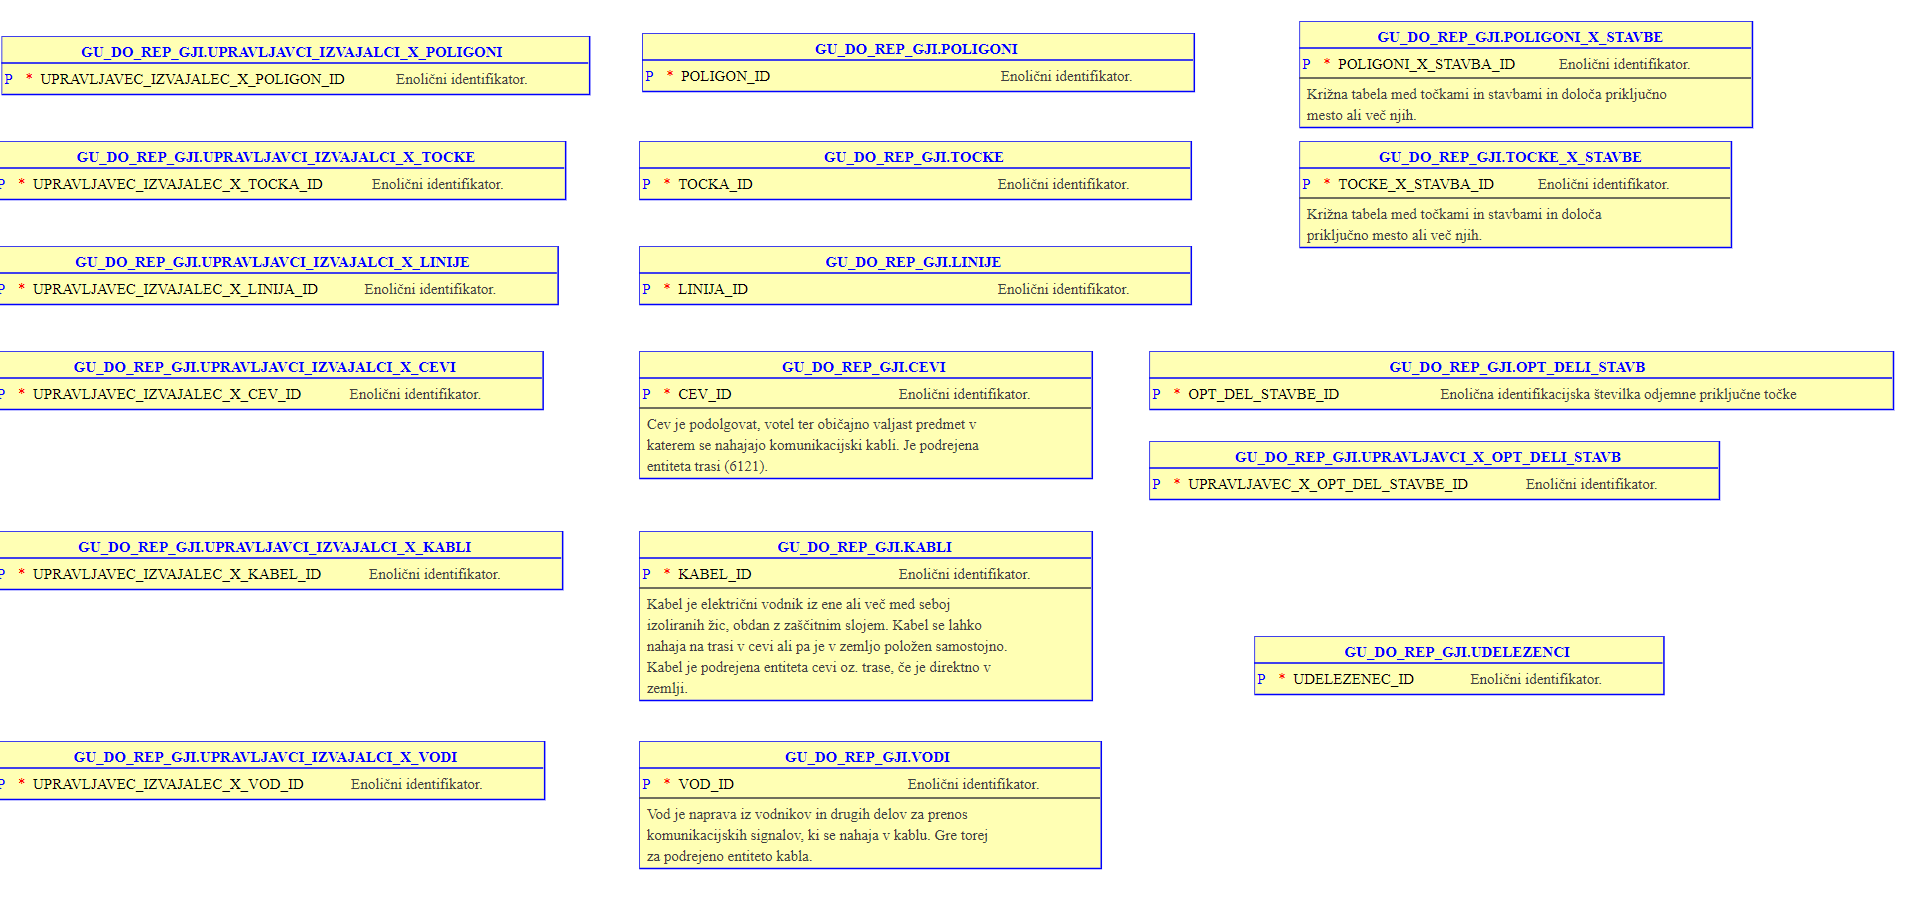 GU_DO_REP_GJI.UPRAVLJAVCI_IZVAJALCI_X_POLIGONI
P * UPRAVLJAVEC_IZVAJALEC_X_POLIGON_ID Enolični identifikator.
GU_DO_REP_GJI.UPRAVLJAVCI_IZVAJALCI_X_TOCKE
P * UPRAVLJAVEC_IZVAJALEC_X_TOCKA_ID Enolični identifikator.
GU_DO_REP_GJI.UPRAVLJAVCI_IZVAJALCI_X_LINIJE
P * UPRAVLJAVEC_IZVAJALEC_X_LINIJA_ID Enolični identifikator.
GU_DO_REP_GJI.UPRAVLJAVCI_IZVAJALCI_X_CEVI
P * UPRAVLJAVEC_IZVAJALEC_X_CEV_ID Enolični identifikator.
GU_DO_REP_GJI.UPRAVLJAVCI_IZVAJALCI_X_KABLI
P * UPRAVLJAVEC_IZVAJALEC_X_KABEL_ID Enolični identifikator.
GU_DO_REP_GJI.UPRAVLJAVCI_IZVAJALCI_X_VODI
P * UPRAVLJAVEC_IZVAJALEC_X_VOD_ID Enolični identifikator.
GU_DO_REP_GJI.POLIGONI
P * POLIGON_ID Enolični identifikator.
GU_DO_REP_GJI.TOCKE
P * TOCKA_ID Enolični identifikator.
GU_DO_REP_GJI.LINIJE
P * LINIJA_ID Enolični identifikator.
GU_DO_REP_GJI.CEVI
P * CEV_ID Enolični identifikator.
Cev je podolgovat, votel ter običajno valjast predmet v
katerem se nahajajo komunikacijski kabli. Je podrejena
entiteta trasi (6121).
GU_DO_REP_GJI.KABLI
P * KABEL_ID Enolični identifikator.
Kabel je električni vodnik iz ene ali več med seboj
izoliranih žic, obdan z zaščitnim slojem. Kabel se lahko
nahaja na trasi v cevi ali pa je v zemljo položen samostojno.
Kabel je podrejena entiteta cevi oz. trase, če je direktno v
zemlji.
GU_DO_REP_GJI.VODI
P * VOD_ID Enolični identifikator.
Vod je naprava iz vodnikov in drugih delov za prenos
komunikacijskih signalov, ki se nahaja v kablu. Gre torej
za podrejeno entiteto kabla.
GU_DO_REP_GJI.POLIGONI_X_STAVBE
P * POLIGONI_X_STAVBA_ID Enolični identifikator.
Križna tabela med točkami in stavbami in določa priključno
mesto ali več njih.
GU_DO_REP_GJI.TOCKE_X_STAVBE
P * TOCKE_X_STAVBA_ID Enolični identifikator.
Križna tabela med točkami in stavbami in določa
priključno mesto ali več njih.
GU_DO_REP_GJI.OPT_DELI_STAVB
P * OPT_DEL_STAVBE_ID Enolična identifikacijska številka odjemne priključne točke
GU_DO_REP_GJI.UPRAVLJAVCI_X_OPT_DELI_STAVB
P * UPRAVLJAVEC_X_OPT_DEL_STAVBE_ID Enolični identifikator.
GU_DO_REP_GJI.UDELEZENCI
P * UDELEZENEC_ID Enolični identifikator.